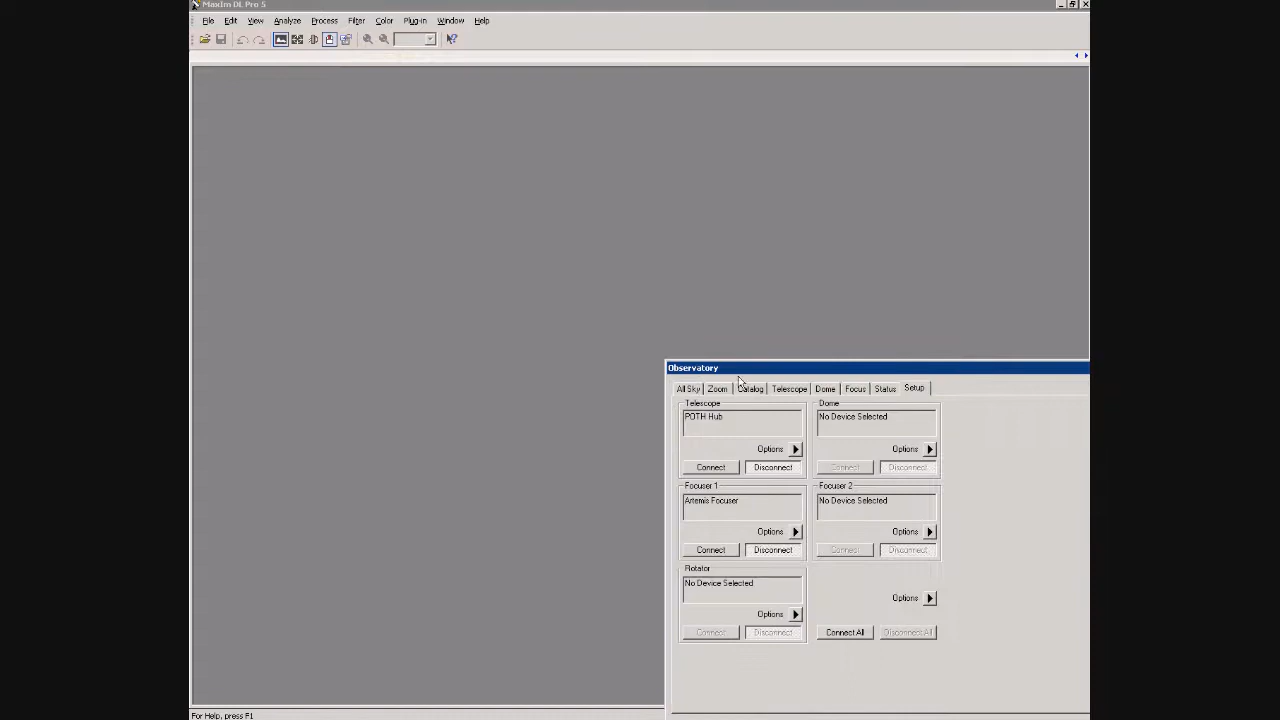 MaxIm DL Pro 5
File Edit View Analyze Process Filter Color Plug-in Window Help
Observatory
All Sky Zoom Catalog Telescope Dome Focus Status Setup
Telescope Dome
POTH Hub No Device Selected
Options Options
Connect Disconnect Connect Disconnect
Focuser 1 Focuser 2
Artemis Focuser No Device Selected
Options Options
Connect Disconnect Connect Disconnect
Rotator
No Device Selected
Options
Options
Connect Disconnect Connect All Disconnect All
For Help, press F1